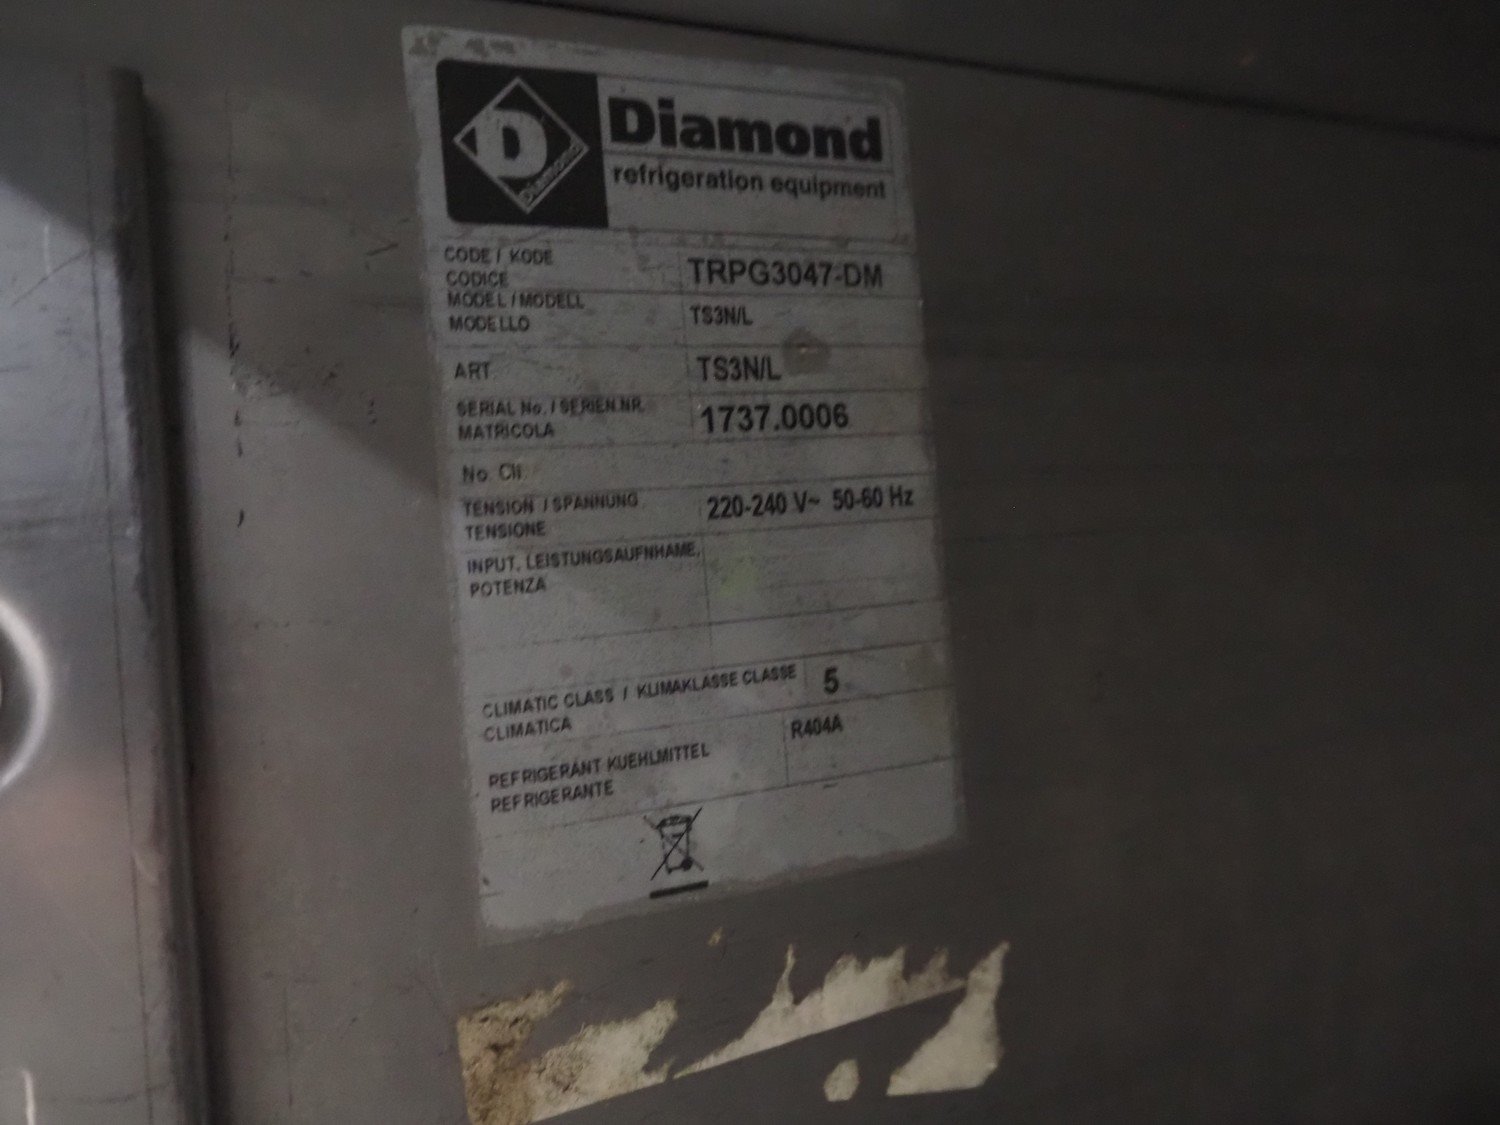 D
DIAMOND
Diamond
refrigeration equipment
CODE / KODE
CODICE
TRPG3047-DM
MODEL / MODELL
MODELLO
TS3N/L
ART.
TS3N/L
SERIAL No. / SERIEN.NR.
MATRICOLA
1737.0006
No. Cli.
TENSION / SPANNUNG
TENSIONE
220-240 V~ 50-60 Hz
INPUT, LEISTUNGSAUFNHAME,
POTENZA
CLIMATIC CLASS / KLIMAKLASSE CLASSE
CLIMATICA
5
REFRIGERANT KUEHLMITTEL
REFRIGERANTE
R404A